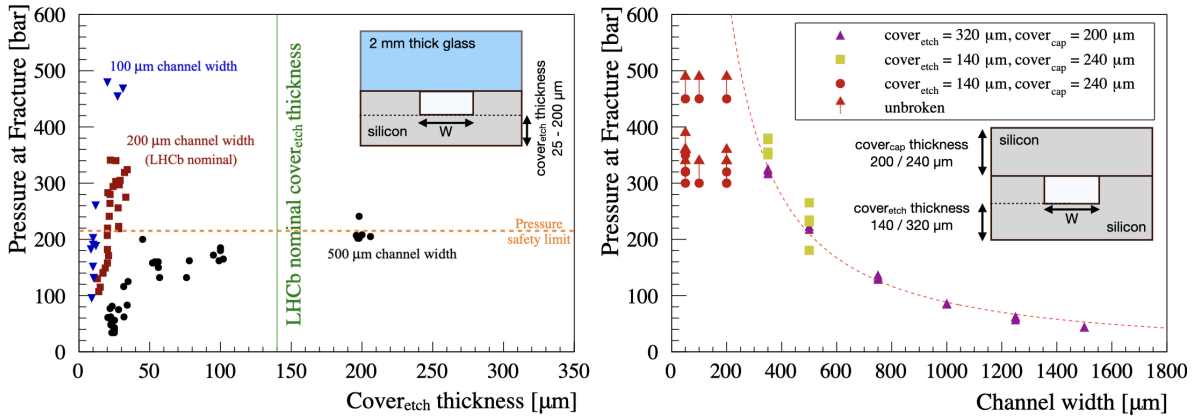 Pressure at Fracture [bar]
600
500
400
300
200
100
0
0
50
100
150
200
250
300
350
Cover_etch thickness [μm]
100 μm channel width
200 μm channel width
(LHCb nominal)
LHCb nominal cover_etch thickness
2 mm thick glass
silicon
W
cover_etch thickness
25 - 200 μm
Pressure
safety limit
500 μm channel width
Pressure at Fracture [bar]
600
500
400
300
200
100
0
0
200
400
600
800
1000
1200
1400
1600
1800
Channel width [μm]
cover_etch = 320 μm, cover_cap = 200 μm
cover_etch = 140 μm, cover_cap = 240 μm
cover_etch = 140 μm, cover_cap = 240 μm
unbroken
cover_cap thickness
200 / 240 μm
silicon
cover_etch thickness
140 / 320 μm
W
silicon